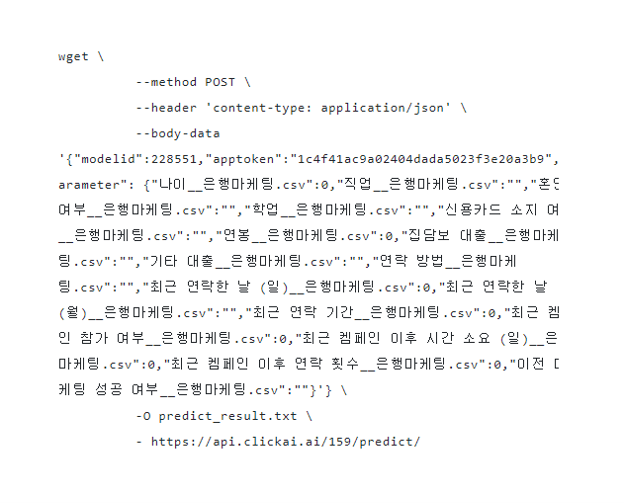 wget \
--method POST \
--header 'content-type: application/json' \
--body-data
'{"modelid":228551,"apptoken":"1c4f41ac9a02404dada5023f3e20a3b9",
arameter": {"나이__은행마케팅.csv":0,"직업__은행마케팅.csv":"","혼인
여부__은행마케팅.csv":"","학업__은행마케팅.csv":"","신용카드 소지 여
__은행마케팅.csv":"","연봉__은행마케팅.csv":0,"집담보 대출__은행마케
팅.csv":"","기타 대출__은행마케팅.csv":"","연락 방법__은행마케
팅.csv":"","최근 연락한 날 (일)__은행마케팅.csv":0,"최근 연락한 날
(월)__은행마케팅.csv":"","최근 연락 기간__은행마케팅.csv":0,"최근 켐
인 참가 여부__은행마케팅.csv":0,"최근 켐페인 이후 시간 소요 (일)__은
마케팅.csv":0,"최근 켐페인 이후 연락 횟수__은행마케팅.csv":0,"이전
케팅 성공 여부__은행마케팅.csv":""}'} \
-O predict_result.txt \
- https://api.clickai.ai/159/predict/